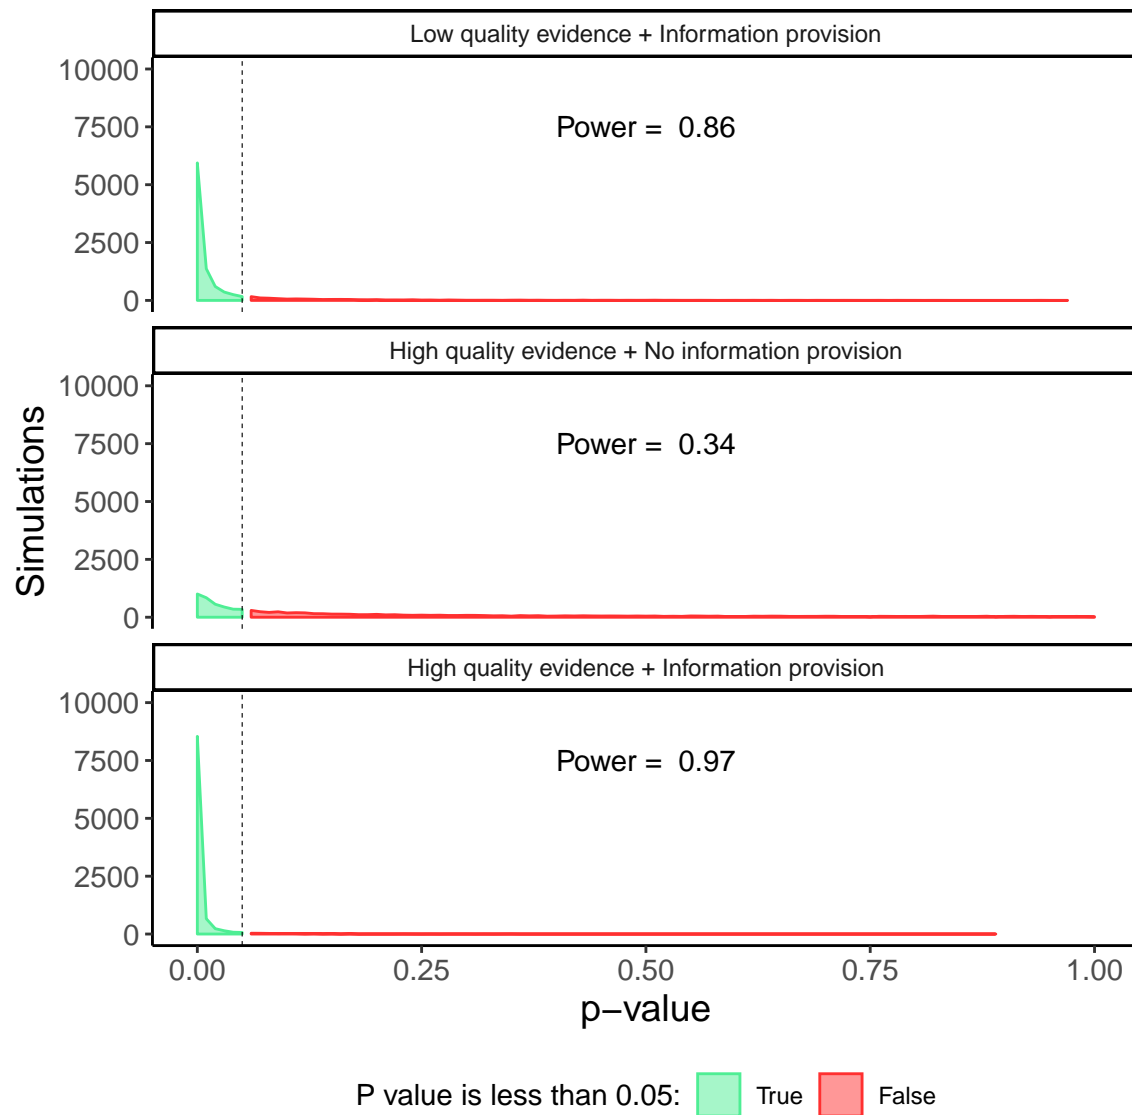 Low quality evidence + Information provision
10000
7500
5000
2500
0
Power = 0.86
High quality evidence + No information provision
10000
7500
5000
2500
0
Power = 0.34
High quality evidence + Information provision
10000
7500
5000
2500
0
Power = 0.97
Simulations
0.00 0.25 0.50 0.75 1.00
p−value
P value is less than 0.05: True False